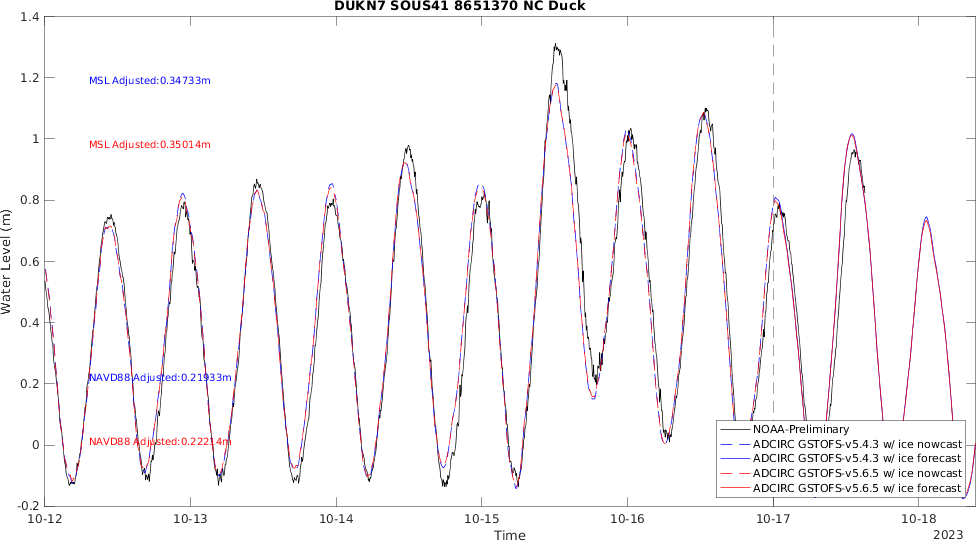 DUKN7 SOUS41 8651370 NC Duck
1.4
1.2
1
0.8
0.6
0.4
0.2
0
-0.2
Water Level (m)
MSL Adjusted:0.34733m
MSL Adjusted:0.35014m
NAVD88 Adjusted:0.21933m
NAVD88 Adjusted:0.22214m
NOAA-Preliminary
ADCIRC GSTOFS-v5.4.3 w/ ice nowcast
ADCIRC GSTOFS-v5.4.3 w/ ice forecast
ADCIRC GSTOFS-v5.6.5 w/ ice nowcast
ADCIRC GSTOFS-v5.6.5 w/ ice forecast
10-12 10-13 10-14 10-15 10-16 10-17 10-18
Time
2023